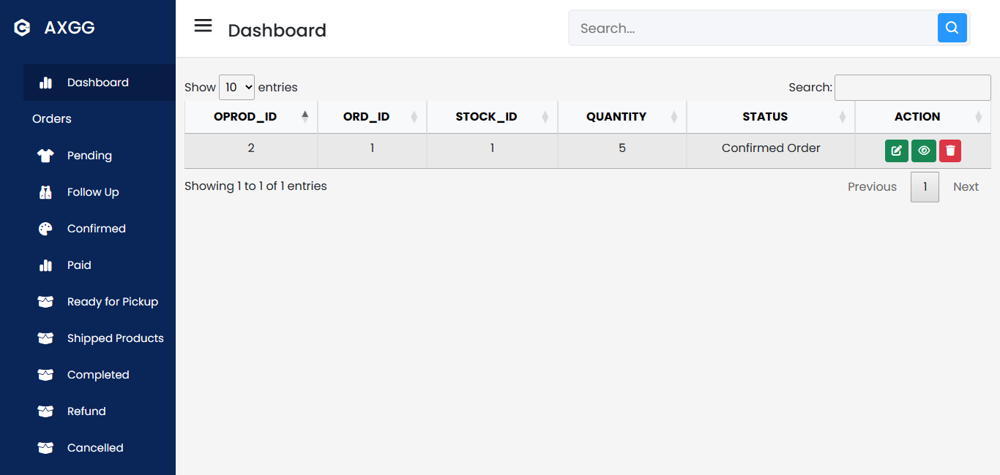 AXGG
Dashboard
Search...
Dashboard
Orders
Pending
Follow Up
Confirmed
Paid
Ready for Pickup
Shipped Products
Completed
Refund
Cancelled
Show 10 entries
Search:
OPROD_ID ORD_ID STOCK_ID QUANTITY STATUS ACTION
2 1 1 5 Confirmed Order
Showing 1 to 1 of 1 entries
Previous 1 Next